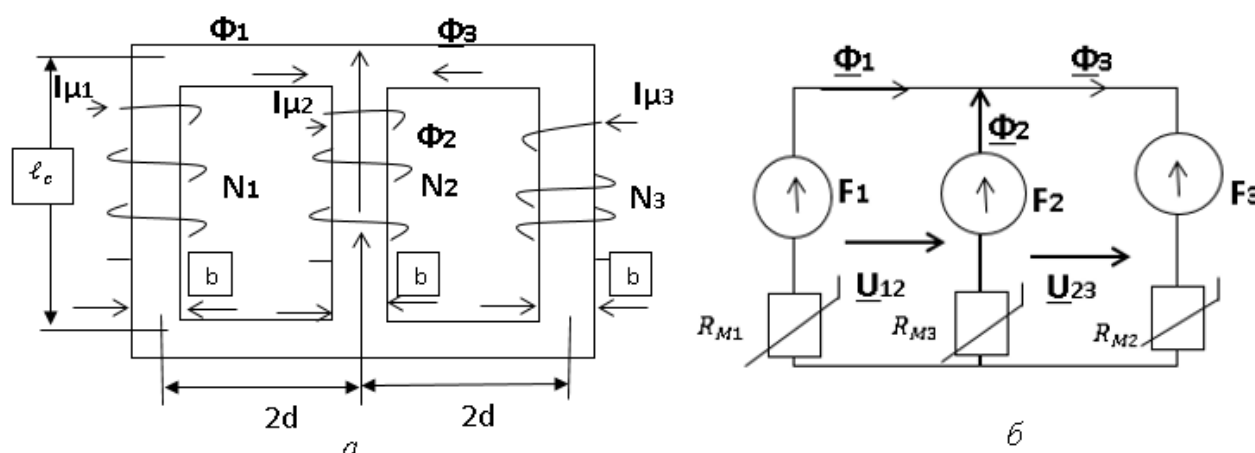 Φ1 Φ3
Iμ1 Iμ2 Iμ3
ℓc Φ2
N1 N2 N3
b b b
2d 2d
а
Φ1 Φ3
Φ2
F1 F2 F3
U12 U23
RM1 RM3 RM2
б